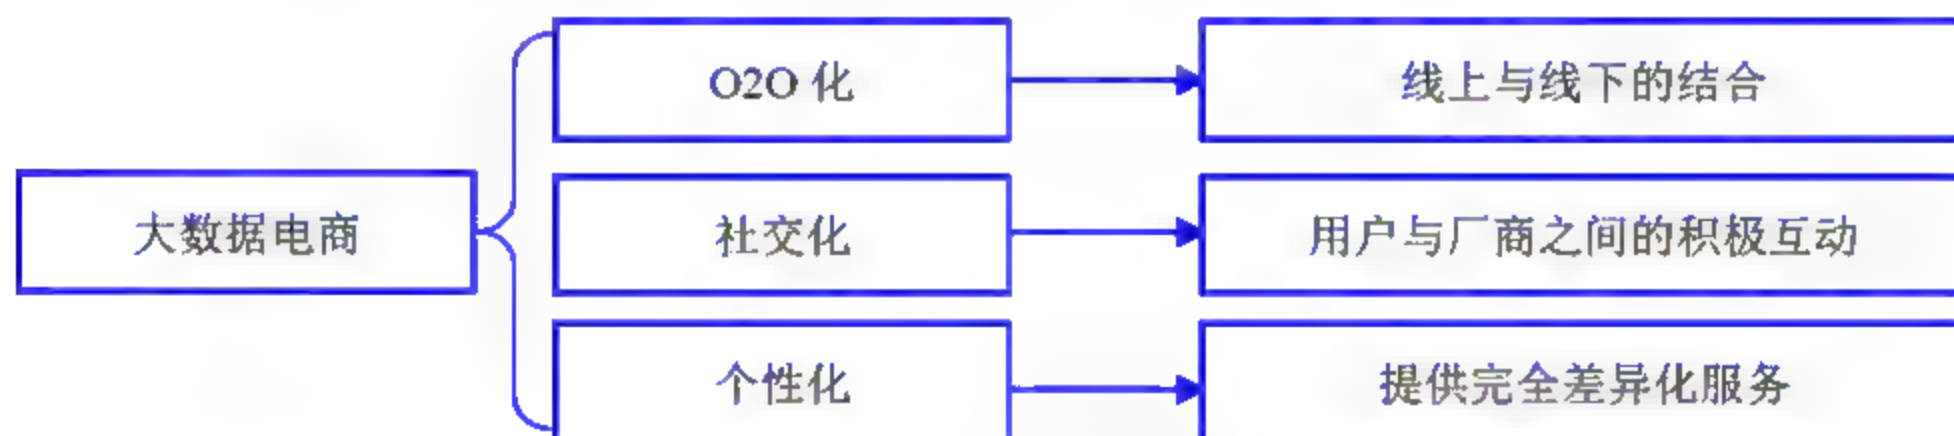 O2O 化
线上与线下的结合
大数据电商
社交化
用户与厂商之间的积极互动
个性化
提供完全差异化服务